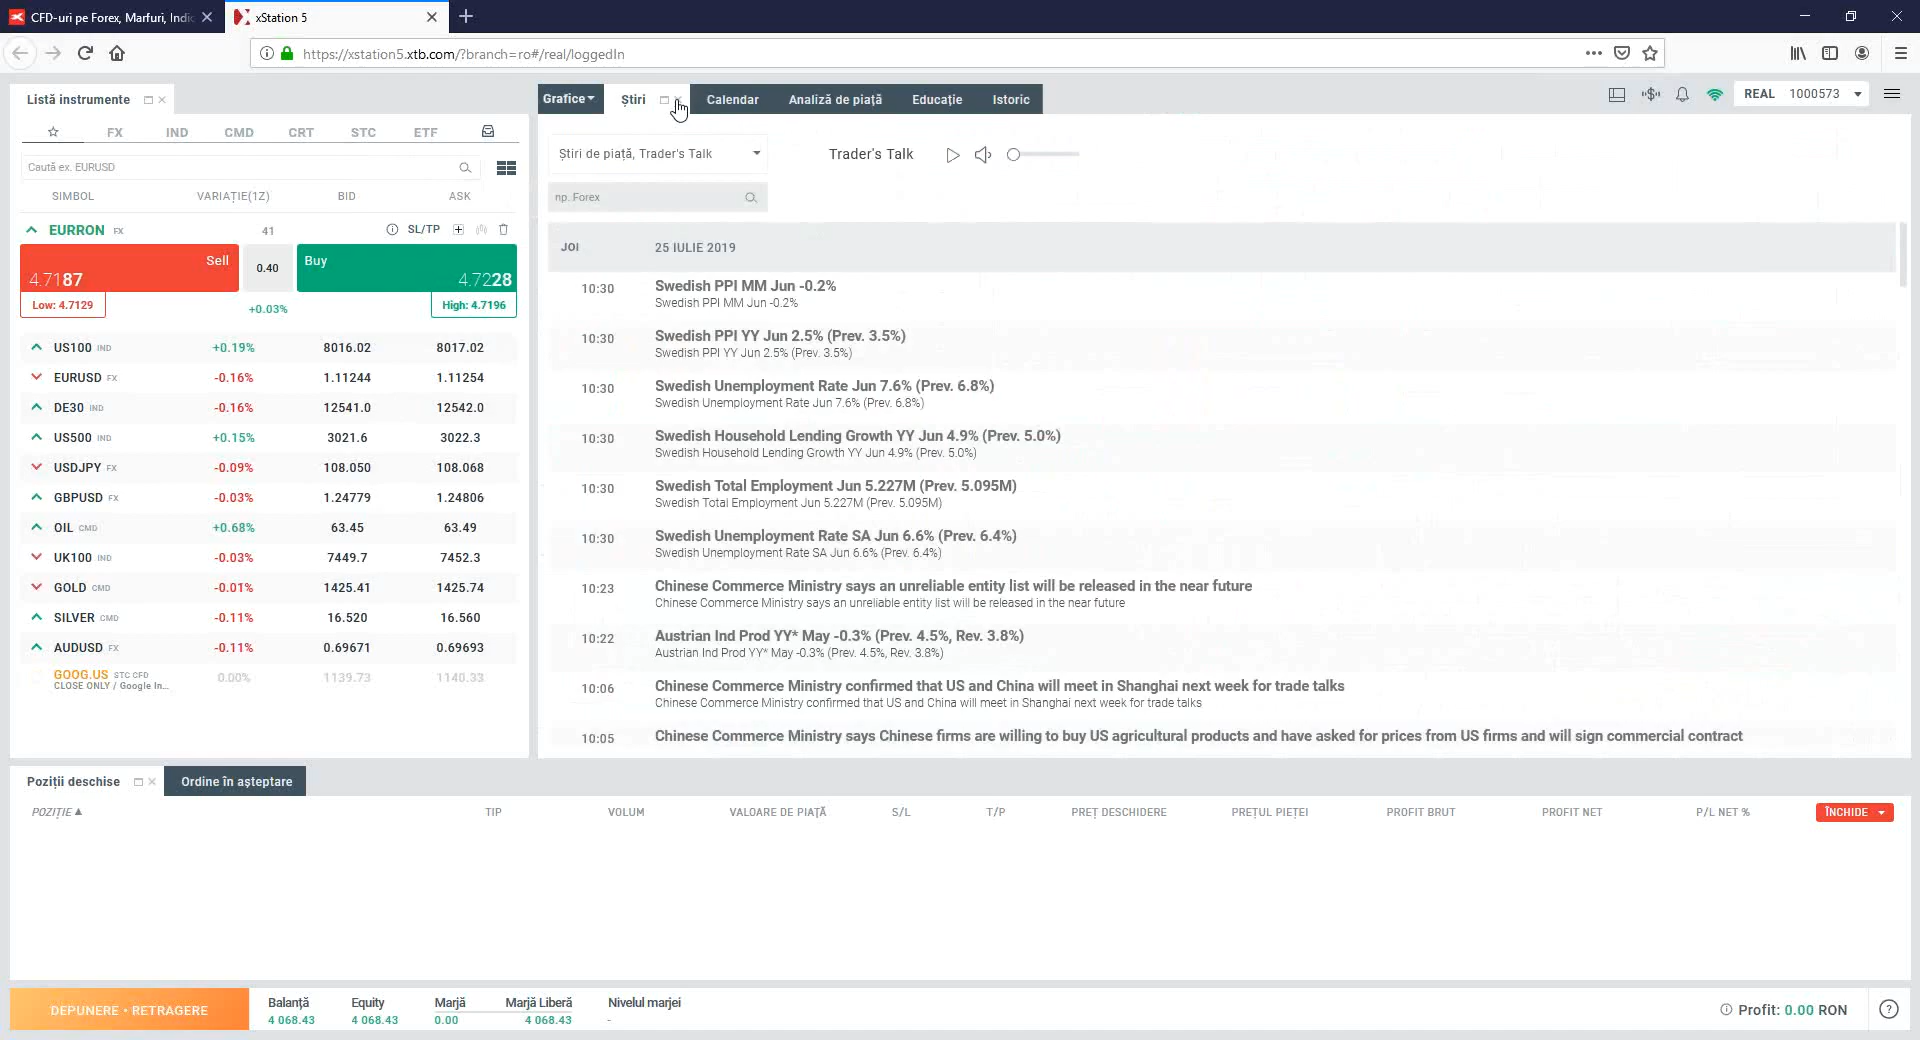 CFD-uri pe Forex, Marfuri, Indic
xStation 5
https://xstation5.xtb.com/?branch=ro#/real/loggedIn
Listă instrumente
Grafice
Știri
Calendar
Analiză de piață
Educație
Istoric
REAL 1000573
FX IND CMD CRT STC ETF
Caută ex. EURUSD
SIMBOL VARIAȚIE(1Z) BID ASK
EURRON FX 41 SL/TP
Sell 4.7187
0.40
Buy 4.7228
Low: 4.7129 +0.03% High: 4.7196
US100 IND +0.19% 8016.02 8017.02
EURUSD FX -0.16% 1.11244 1.11254
DE30 IND -0.16% 12541.0 12542.0
US500 IND +0.15% 3021.6 3022.3
USDJPY FX -0.09% 108.050 108.068
GBPUSD FX -0.03% 1.24779 1.24806
OIL CMD +0.68% 63.45 63.49
UK100 IND -0.03% 7449.7 7452.3
GOLD CMD -0.01% 1425.41 1425.74
SILVER CMD -0.11% 16.520 16.560
AUDUSD FX -0.11% 0.69671 0.69693
GOOG.US STC CFD 0.00% 1139.73 1140.33
CLOSE ONLY / Google In...
Știri de piață, Trader's Talk
Trader's Talk
np. Forex
JOI 25 IULIE 2019
10:30 Swedish PPI MM Jun -0.2%
Swedish PPI MM Jun -0.2%
10:30 Swedish PPI YY Jun 2.5% (Prev. 3.5%)
Swedish PPI YY Jun 2.5% (Prev. 3.5%)
10:30 Swedish Unemployment Rate Jun 7.6% (Prev. 6.8%)
Swedish Unemployment Rate Jun 7.6% (Prev. 6.8%)
10:30 Swedish Household Lending Growth YY Jun 4.9% (Prev. 5.0%)
Swedish Household Lending Growth YY Jun 4.9% (Prev. 5.0%)
10:30 Swedish Total Employment Jun 5.227M (Prev. 5.095M)
Swedish Total Employment Jun 5.227M (Prev. 5.095M)
10:30 Swedish Unemployment Rate SA Jun 6.6% (Prev. 6.4%)
Swedish Unemployment Rate SA Jun 6.6% (Prev. 6.4%)
10:23 Chinese Commerce Ministry says an unreliable entity list will be released in the near future
Chinese Commerce Ministry says an unreliable entity list will be released in the near future
10:22 Austrian Ind Prod YY* May -0.3% (Prev. 4.5%, Rev. 3.8%)
Austrian Ind Prod YY* May -0.3% (Prev. 4.5%, Rev. 3.8%)
10:06 Chinese Commerce Ministry confirmed that US and China will meet in Shanghai next week for trade talks
Chinese Commerce Ministry confirmed that US and China will meet in Shanghai next week for trade talks
10:05 Chinese Commerce Ministry says Chinese firms are willing to buy US agricultural products and have asked for prices from US firms and will sign commercial contract
Poziții deschise
Ordine în așteptare
POZIȚIE TIP VOLUM VALOARE DE PIAȚĂ S/L T/P PREȚ DESCHIDERE PREȚUL PIEȚEI PROFIT BRUT PROFIT NET P/L NET % ÎNCHIDE
DEPUNERE • RETRAGERE
Balanță Equity Marjă Marjă Liberă Nivelul marjei
4 068.43 4 068.43 0.00 4 068.43 -
Profit: 0.00 RON